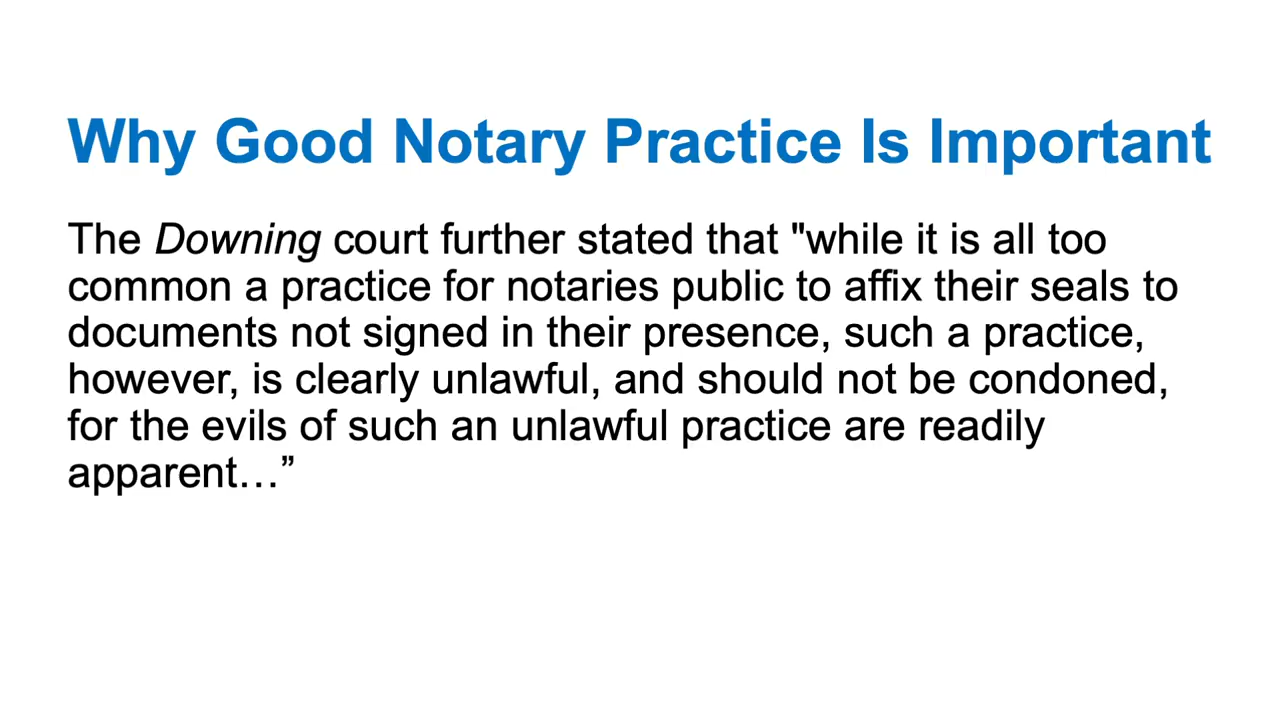 Why Good Notary Practice Is Important
The Downing court further stated that "while it is all too
common a practice for notaries public to affix their seals to
documents not signed in their presence, such a practice,
however, is clearly unlawful, and should not be condoned,
for the evils of such an unlawful practice are readily
apparent…”